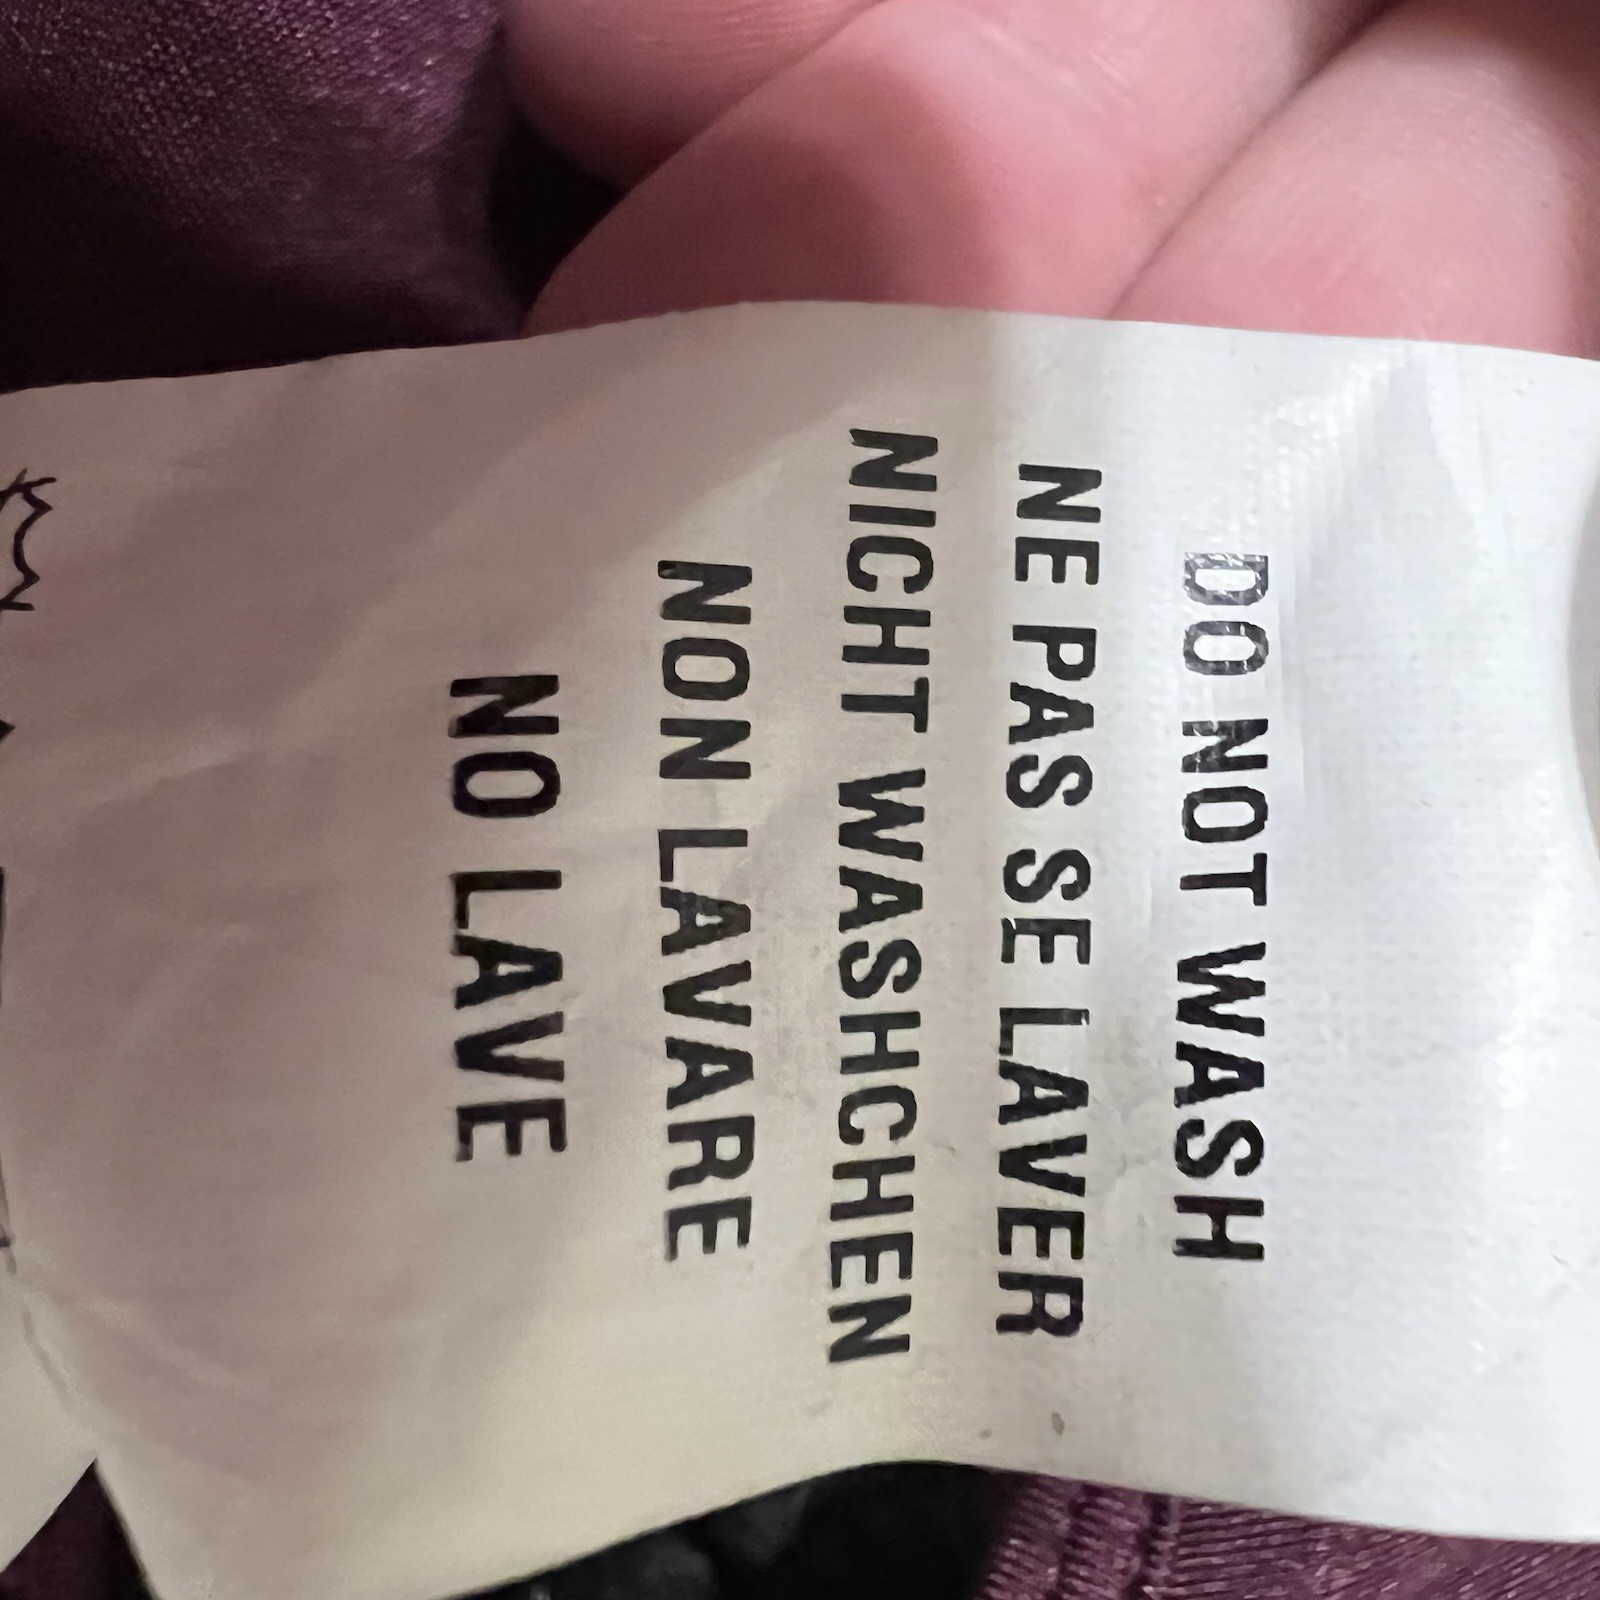 DO NOT WASH
NE PAS SE LAVER
NICHT WASHCHEN
NON LAVARE
NO LAVE